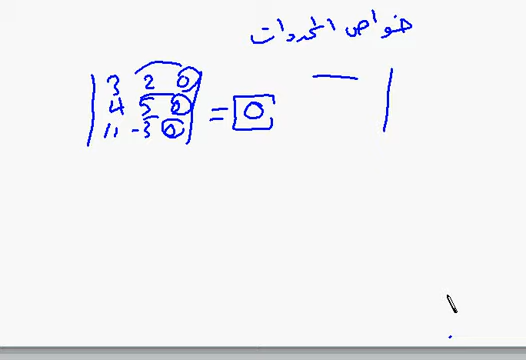 خواص المحددات
| 3 2 0 |
| 4 5 0 | = 0
| 11 -3 0 |